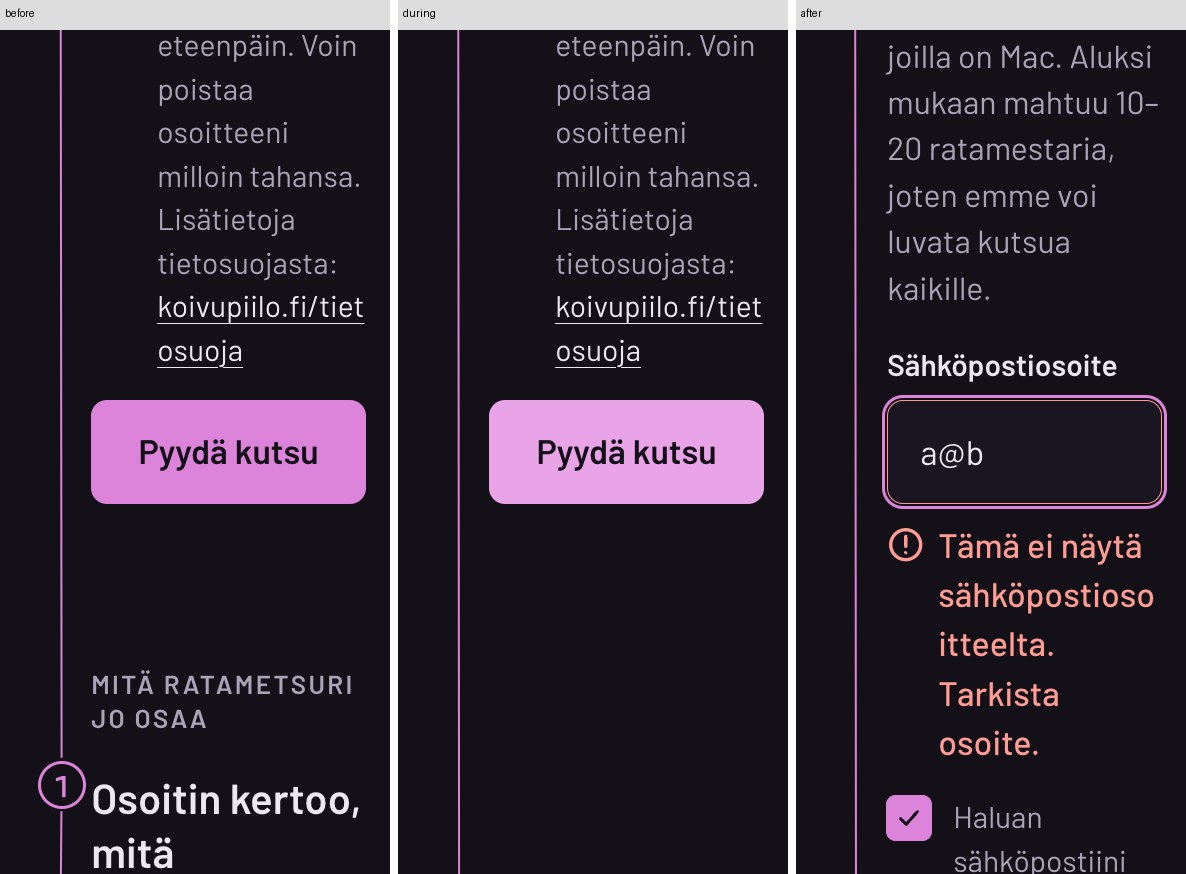 before
eteenpäin. Voin
poistaa
osoitteeni
milloin tahansa.
Lisätietoja
tietosuojasta:
koivupiilo.fi/tiet
osuoja
Pyydä kutsu
MITÄ RATAMETSURI
JO OSAA
1
Osoitin kertoo,
mitä
during
eteenpäin. Voin
poistaa
osoitteeni
milloin tahansa.
Lisätietoja
tietosuojasta:
koivupiilo.fi/tiet
osuoja
Pyydä kutsu
after
joilla on Mac. Aluksi
mukaan mahtuu 10–
20 ratamestaria,
joten emme voi
luvata kutsua
kaikille.
Sähköpostiosoite
a@b
Tämä ei näytä
sähköpostioso
itteelta.
Tarkista
osoite.
Haluan
sähköpostiini